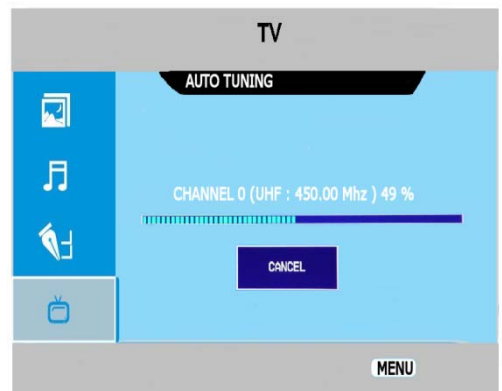 TV
AUTO TUNING
CHANNEL 0 (UHF : 450.00 Mhz ) 49 %
CANCEL
MENU